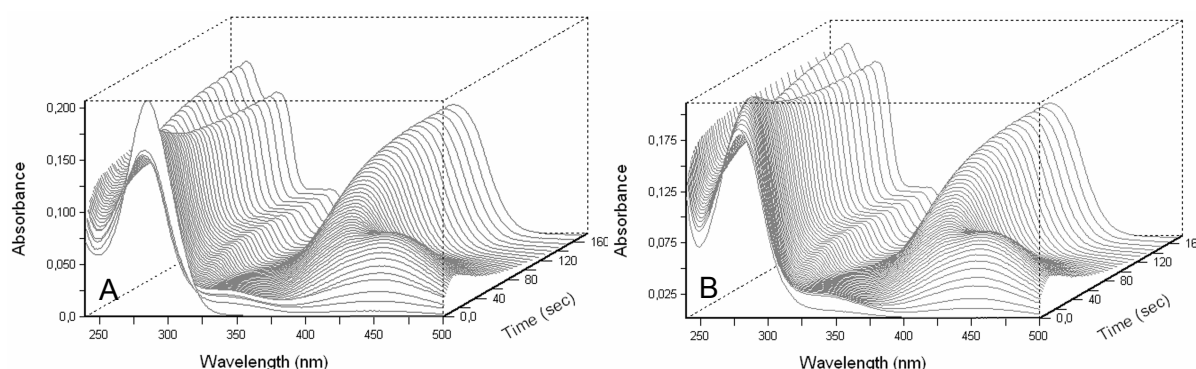 Absorbance
0,200
0,150
0,100
0,050
0,0
A
250 300 350 400 450 500
Wavelength (nm)
0,0 40 80 120 160
Time (sec)
Absorbance
0,175
0,125
0,075
0,025
B
250 300 350 400 450 500
Wavelength (nm)
0,0 40 80 120 16
Time (sec)